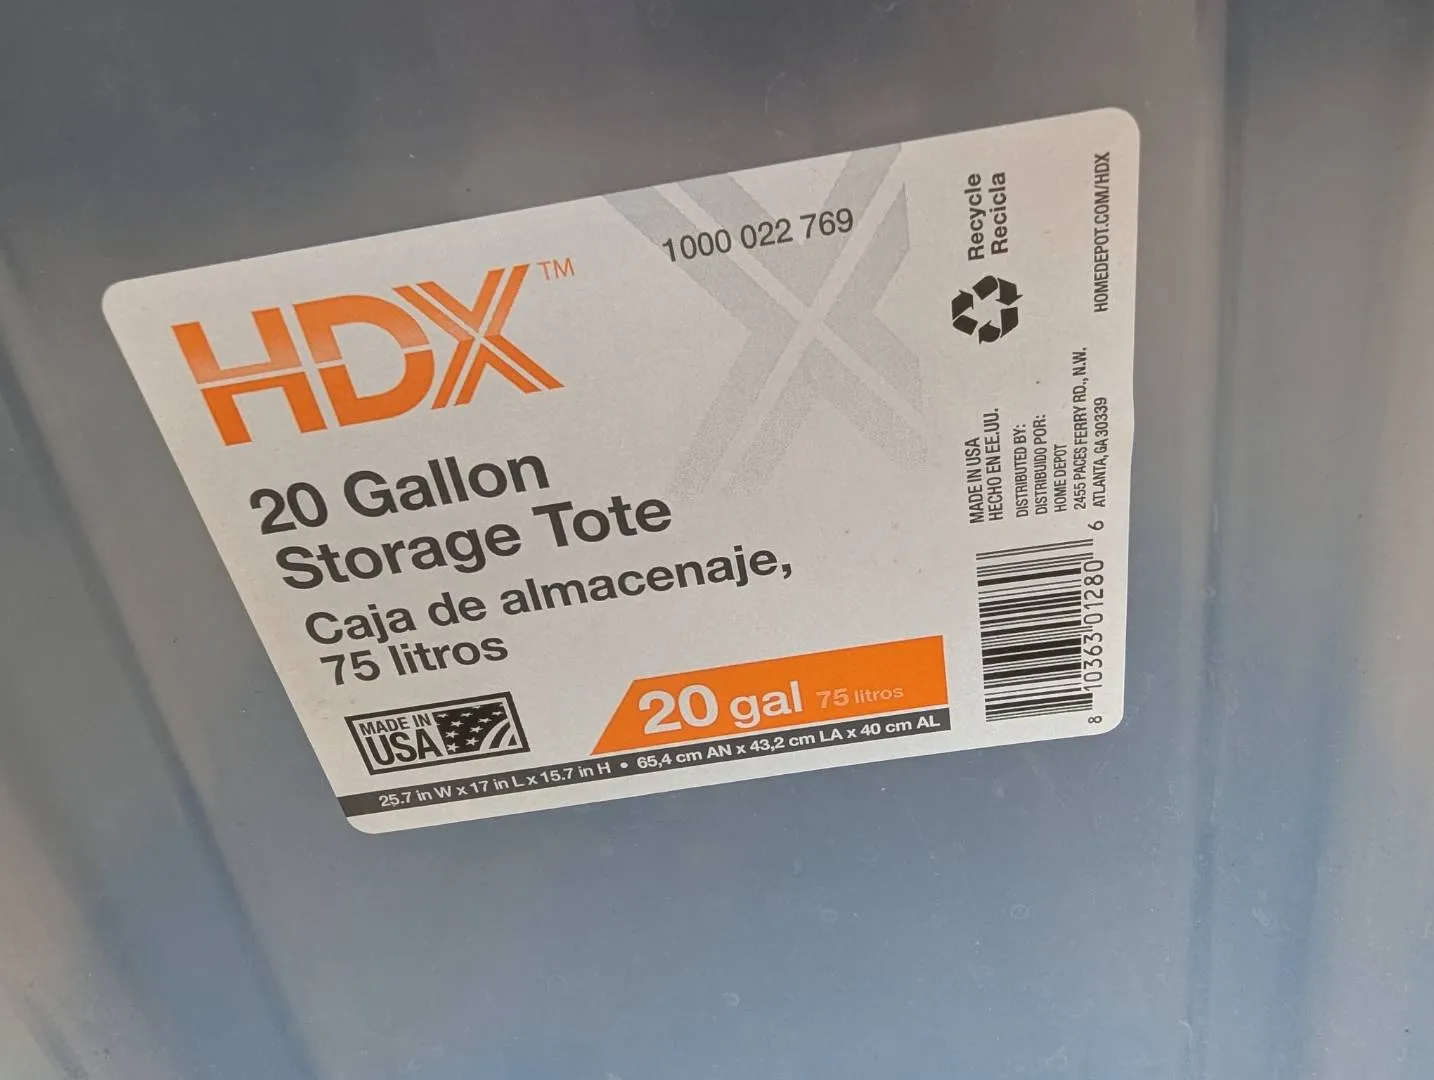 HDX™
1000 022 769
20 Gallon
Storage Tote
Caja de almacenaje,
75 litros
MADE IN
USA
20 gal 75 litros
25.7 in W x 17 in L x 15.7 in H • 65,4 cm AN x 43,2 cm LA x 40 cm AL
Recycle
Recicla
HOMEDEPOT.COM/HDX
MADE IN USA
HECHO EN EE.UU.
DISTRIBUTED BY:
DISTRIBUIDO POR:
HOME DEPOT
2455 PACES FERRY RD., N.W.
ATLANTA, GA 30339
8 10363 01280 6